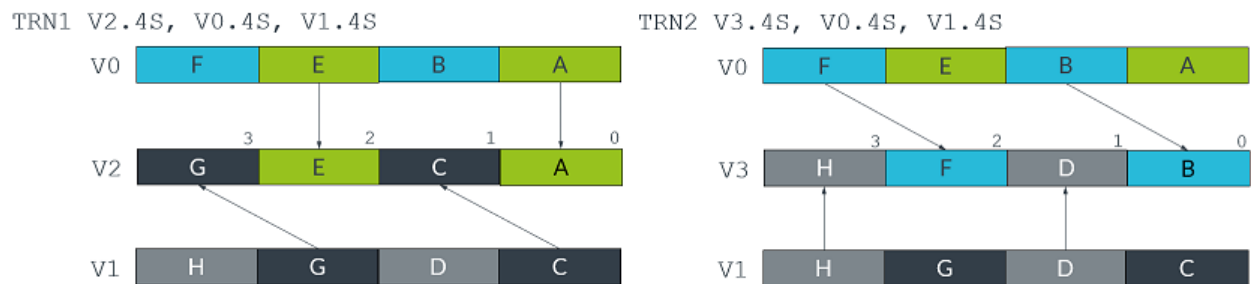 TRN1 V2.4S, V0.4S, V1.4S
V0 F E B A
3 2 1 0
V2 G E C A
V1 H G D C
TRN2 V3.4S, V0.4S, V1.4S
V0 F E B A
3 2 1 0
V3 H F D B
V1 H G D C